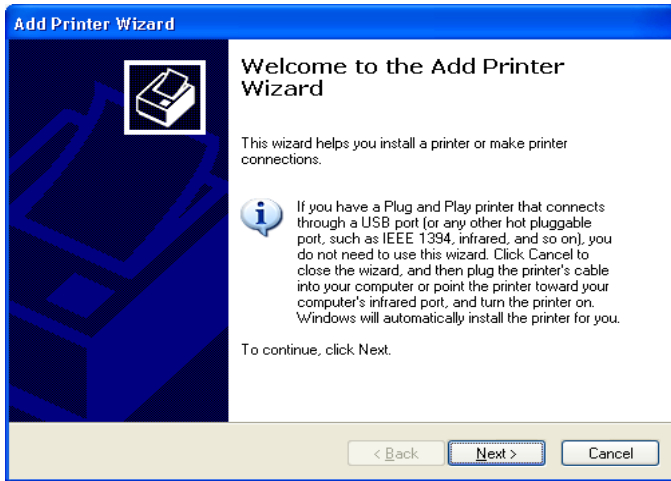 Add Printer Wizard
Welcome to the Add Printer
Wizard
This wizard helps you install a printer or make printer
connections.
If you have a Plug and Play printer that connects
through a USB port (or any other hot pluggable
port, such as IEEE 1394, infrared, and so on), you
do not need to use this wizard. Click Cancel to
close the wizard, and then plug the printer's cable
into your computer or point the printer toward your
computer's infrared port, and turn the printer on.
Windows will automatically install the printer for you.
To continue, click Next.
< Back Next > Cancel